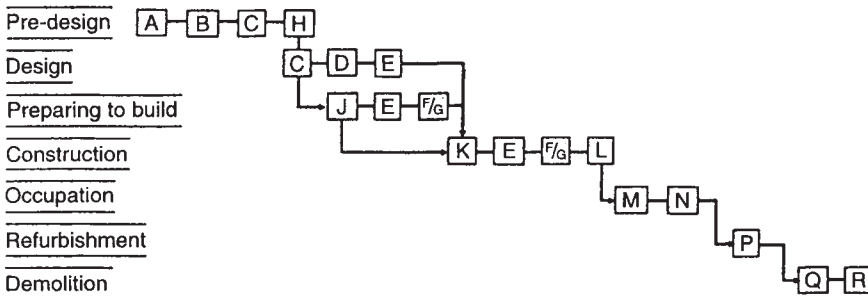 Pre-design A B C H
Design C D E
Preparing to build J E F/G
Construction K E F/G L
Occupation M N
Refurbishment P
Demolition Q R